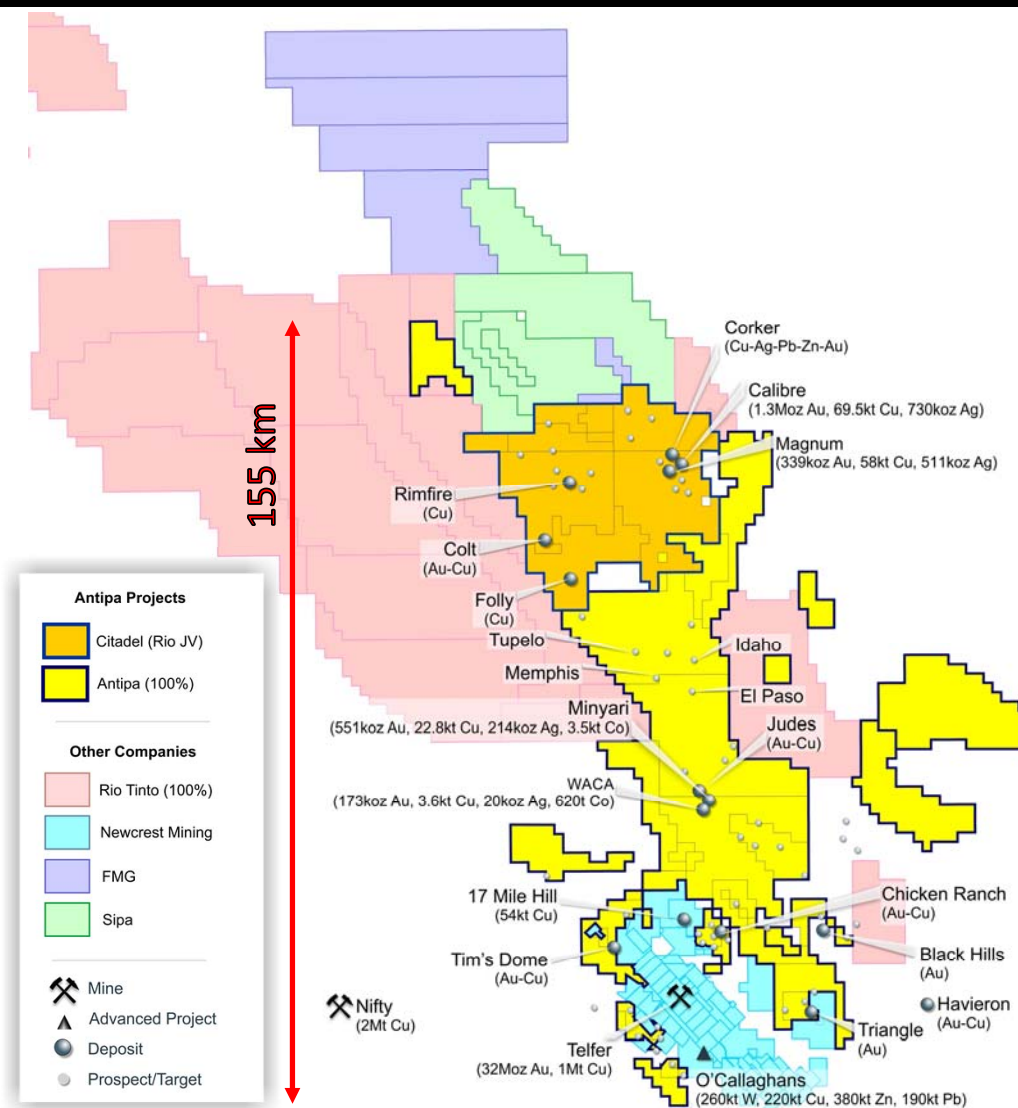 Corker
(Cu-Ag-Pb-Zn-Au)
Calibre
(1.3Moz Au, 69.5kt Cu, 730koz Ag)
Magnum
(339koz Au, 58kt Cu, 511koz Ag)
155 km
Rimfire
(Cu)
Colt
(Au-Cu)
Folly
(Cu)
Tupelo
Idaho
Memphis
El Paso
Minyari
(551koz Au, 22.8kt Cu, 214koz Ag, 3.5kt Co)
Judes
(Au-Cu)
WACA
(173koz Au, 3.6kt Cu, 20koz Ag, 620t Co)
17 Mile Hill
(54kt Cu)
Chicken Ranch
(Au-Cu)
Tim's Dome
(Au-Cu)
Black Hills
(Au)
Nifty
(2Mt Cu)
Havieron
(Au-Cu)
Triangle
(Au)
Telfer
(32Moz Au, 1Mt Cu)
O'Callaghans
(260kt W, 220kt Cu, 380kt Zn, 190kt Pb)
Antipa Projects
Citadel (Rio JV)
Antipa (100%)
Other Companies
Rio Tinto (100%)
Newcrest Mining
FMG
Sipa
Mine
Advanced Project
Deposit
Prospect/Target